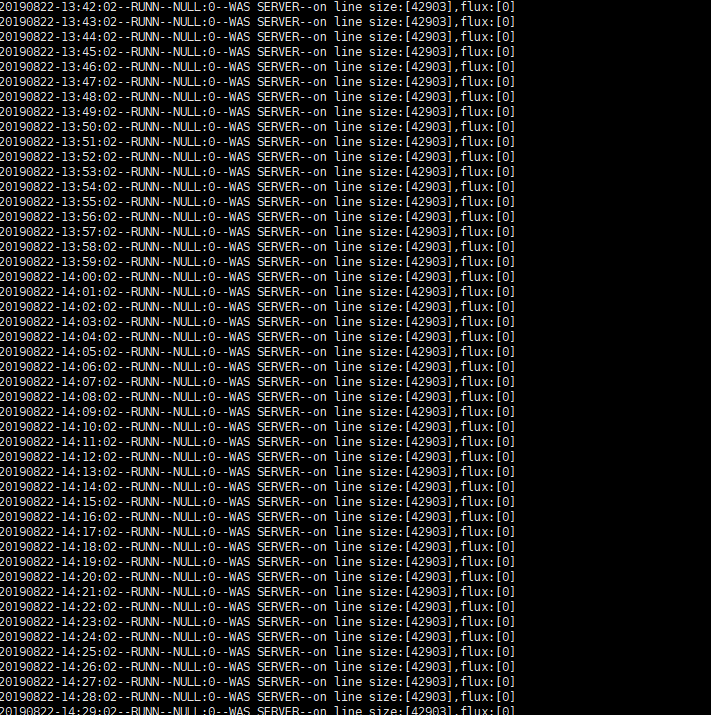 20190822-13:42:02--RUNN--NULL:0--WAS SERVER--on line size:[42903],flux:[0]
20190822-13:43:02--RUNN--NULL:0--WAS SERVER--on line size:[42903],flux:[0]
20190822-13:44:02--RUNN--NULL:0--WAS SERVER--on line size:[42903],flux:[0]
20190822-13:45:02--RUNN--NULL:0--WAS SERVER--on line size:[42903],flux:[0]
20190822-13:46:02--RUNN--NULL:0--WAS SERVER--on line size:[42903],flux:[0]
20190822-13:47:02--RUNN--NULL:0--WAS SERVER--on line size:[42903],flux:[0]
20190822-13:48:02--RUNN--NULL:0--WAS SERVER--on line size:[42903],flux:[0]
20190822-13:49:02--RUNN--NULL:0--WAS SERVER--on line size:[42903],flux:[0]
20190822-13:50:02--RUNN--NULL:0--WAS SERVER--on line size:[42903],flux:[0]
20190822-13:51:02--RUNN--NULL:0--WAS SERVER--on line size:[42903],flux:[0]
20190822-13:52:02--RUNN--NULL:0--WAS SERVER--on line size:[42903],flux:[0]
20190822-13:53:02--RUNN--NULL:0--WAS SERVER--on line size:[42903],flux:[0]
20190822-13:54:02--RUNN--NULL:0--WAS SERVER--on line size:[42903],flux:[0]
20190822-13:55:02--RUNN--NULL:0--WAS SERVER--on line size:[42903],flux:[0]
20190822-13:56:02--RUNN--NULL:0--WAS SERVER--on line size:[42903],flux:[0]
20190822-13:57:02--RUNN--NULL:0--WAS SERVER--on line size:[42903],flux:[0]
20190822-13:58:02--RUNN--NULL:0--WAS SERVER--on line size:[42903],flux:[0]
20190822-13:59:02--RUNN--NULL:0--WAS SERVER--on line size:[42903],flux:[0]
20190822-14:00:02--RUNN--NULL:0--WAS SERVER--on line size:[42903],flux:[0]
20190822-14:01:02--RUNN--NULL:0--WAS SERVER--on line size:[42903],flux:[0]
20190822-14:02:02--RUNN--NULL:0--WAS SERVER--on line size:[42903],flux:[0]
20190822-14:03:02--RUNN--NULL:0--WAS SERVER--on line size:[42903],flux:[0]
20190822-14:04:02--RUNN--NULL:0--WAS SERVER--on line size:[42903],flux:[0]
20190822-14:05:02--RUNN--NULL:0--WAS SERVER--on line size:[42903],flux:[0]
20190822-14:06:02--RUNN--NULL:0--WAS SERVER--on line size:[42903],flux:[0]
20190822-14:07:02--RUNN--NULL:0--WAS SERVER--on line size:[42903],flux:[0]
20190822-14:08:02--RUNN--NULL:0--WAS SERVER--on line size:[42903],flux:[0]
20190822-14:09:02--RUNN--NULL:0--WAS SERVER--on line size:[42903],flux:[0]
20190822-14:10:02--RUNN--NULL:0--WAS SERVER--on line size:[42903],flux:[0]
20190822-14:11:02--RUNN--NULL:0--WAS SERVER--on line size:[42903],flux:[0]
20190822-14:12:02--RUNN--NULL:0--WAS SERVER--on line size:[42903],flux:[0]
20190822-14:13:02--RUNN--NULL:0--WAS SERVER--on line size:[42903],flux:[0]
20190822-14:14:02--RUNN--NULL:0--WAS SERVER--on line size:[42903],flux:[0]
20190822-14:15:02--RUNN--NULL:0--WAS SERVER--on line size:[42903],flux:[0]
20190822-14:16:02--RUNN--NULL:0--WAS SERVER--on line size:[42903],flux:[0]
20190822-14:17:02--RUNN--NULL:0--WAS SERVER--on line size:[42903],flux:[0]
20190822-14:18:02--RUNN--NULL:0--WAS SERVER--on line size:[42903],flux:[0]
20190822-14:19:02--RUNN--NULL:0--WAS SERVER--on line size:[42903],flux:[0]
20190822-14:20:02--RUNN--NULL:0--WAS SERVER--on line size:[42903],flux:[0]
20190822-14:21:02--RUNN--NULL:0--WAS SERVER--on line size:[42903],flux:[0]
20190822-14:22:02--RUNN--NULL:0--WAS SERVER--on line size:[42903],flux:[0]
20190822-14:23:02--RUNN--NULL:0--WAS SERVER--on line size:[42903],flux:[0]
20190822-14:24:02--RUNN--NULL:0--WAS SERVER--on line size:[42903],flux:[0]
20190822-14:25:02--RUNN--NULL:0--WAS SERVER--on line size:[42903],flux:[0]
20190822-14:26:02--RUNN--NULL:0--WAS SERVER--on line size:[42903],flux:[0]
20190822-14:27:02--RUNN--NULL:0--WAS SERVER--on line size:[42903],flux:[0]
20190822-14:28:02--RUNN--NULL:0--WAS SERVER--on line size:[42903],flux:[0]
20190822-14:29:02--RUNN--NULL:0--WAS SERVER--on line size:[42903],flux:[0]